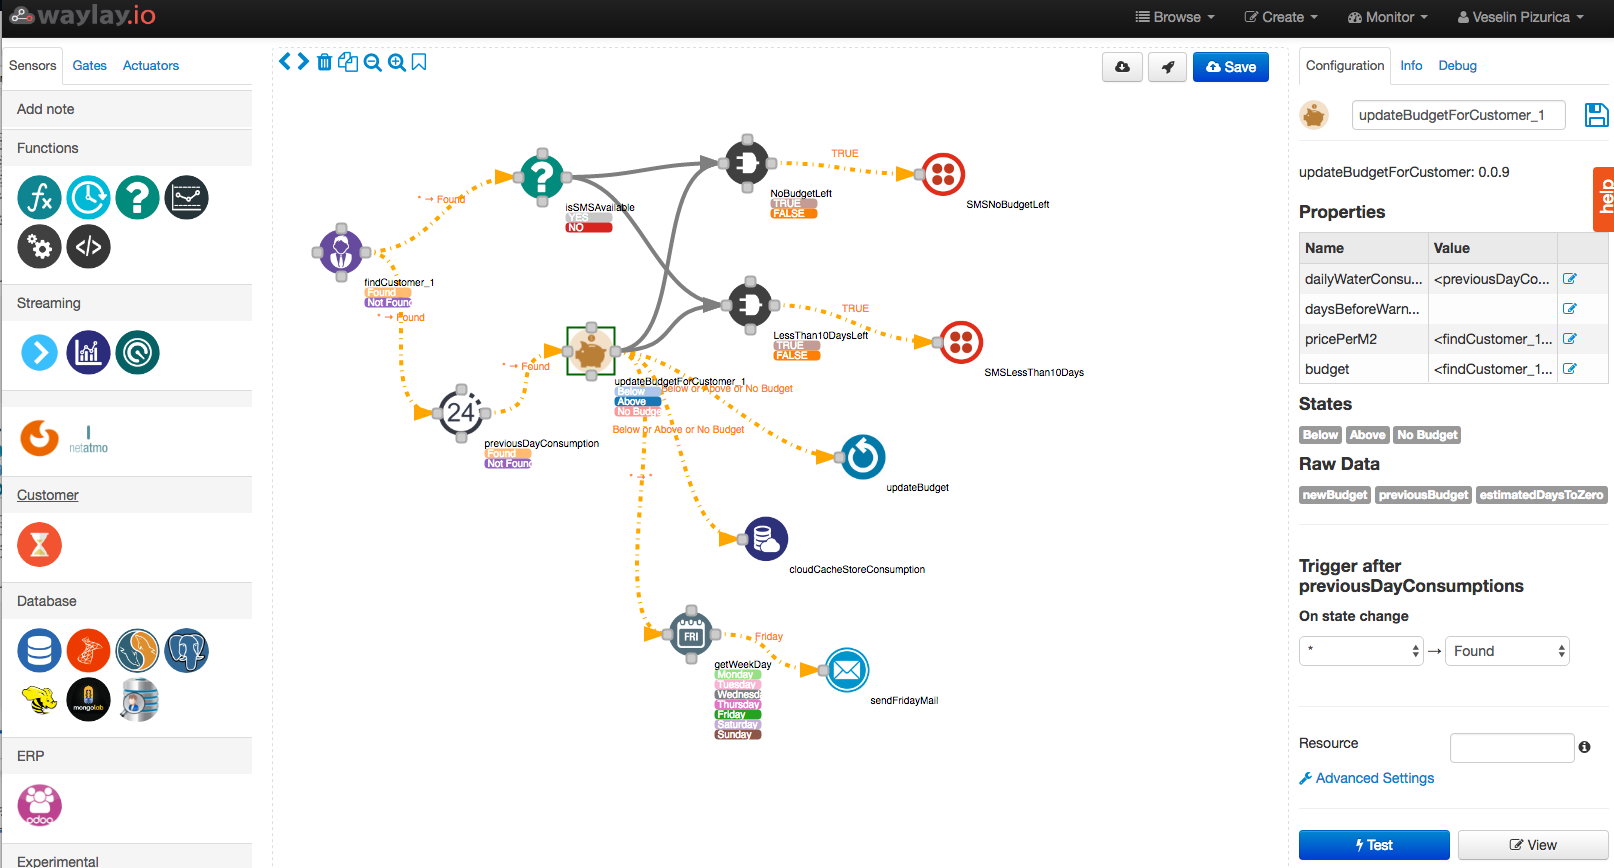 waylay.io
Browse
Create
Monitor
Veselin Pizurica
Sensors
Gates
Actuators
Add note
Functions
fx
?
</>
Streaming
netatmo
Customer
Database
mongolab
ERP
odoo
Experimental
Save
?
* → Found
isSMSAvailable
YES
NO
findCustomer_1
Found
Not Found
* → Found
TRUE
NoBudgetLeft
TRUE
FALSE
SMSNoBudgetLeft
TRUE
LessThan10DaysLeft
TRUE
FALSE
SMSLessThan10Days
* → Found
updateBudgetForCustomer_1
Below
Above
No Budge
Below or Above or No Budget
Below or Above or No Budget
24
previousDayConsumption
Found
Not Found
* → *
updateBudget
cloudCacheStoreConsumption
FRI
Friday
getWeekDay
Monday
Tuesday
Wednesda
Thursday
Friday
Saturday
Sunday
sendFridayMail
Configuration
Info
Debug
updateBudgetForCustomer_1
updateBudgetForCustomer: 0.0.9
help
Properties
Name
Value
dailyWaterConsu...
<previousDayCo...
daysBeforeWarn...
pricePerM2
<findCustomer_1...
budget
<findCustomer_1...
States
Below
Above
No Budget
Raw Data
newBudget
previousBudget
estimatedDaysToZero
Trigger after
previousDayConsumptions
On state change
*
→
Found
Resource
Advanced Settings
Test
View